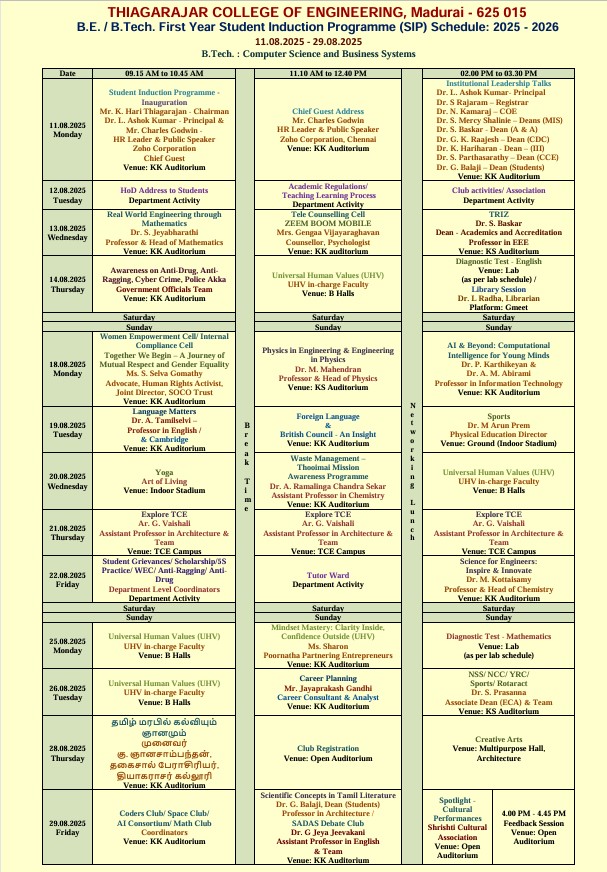 THIAGARAJAR COLLEGE OF ENGINEERING, Madurai - 625 015
B.E. / B.Tech. First Year Student Induction Programme (SIP) Schedule: 2025 - 2026
11.08.2025 - 29.08.2025
B.Tech. : Computer Science and Business Systems
Date
09.15 AM to 10.45 AM
11.10 AM to 12.40 PM
02.00 PM to 03.30 PM
11.08.2025
Monday
Student Induction Programme -
Inauguration
Mr. K. Hari Thiagarajan - Chairman
Dr. L. Ashok Kumar - Principal &
Mr. Charles Godwin -
HR Leader & Public Speaker
Zoho Corporation
Chief Guest
Venue: KK Auditorium
Chief Guest Address
Mr. Charles Godwin
HR Leader & Public Speaker
Zoho Corporation, Chennai
Venue: KK Auditorium
Institutional Leadership Talks
Dr. L. Ashok Kumar- Principal
Dr. S Rajaram – Registrar
Dr. N. Kamaraj – COE
Dr. S. Mercy Shalinie – Deans (MIS)
Dr. S. Baskar - Dean (A & A)
Dr. G. K. Raajesh – Dean (CDC)
Dr. K. Hariharan - Dean – (III)
Dr. S. Parthasarathy – Dean (CCE)
Dr. G. Balaji – Dean (Students)
Venue: KK Auditorium
12.08.2025
Tuesday
HoD Address to Students
Department Activity
Academic Regulations/
Teaching Learning Process
Department Activity
Club activities/ Association
Department Activity
13.08.2025
Wednesday
Real World Engineering through
Mathematics
Dr. S. Jeyabharathi
Professor & Head of Mathematics
Venue: KK Auditorium
Tele Counselling Cell
ZEEM BOOM MOBILE
Mrs. Gengaa Vijayaraghavan
Counsellor, Psychologist
Venue: KK auditorium
TRIZ
Dr. S. Baskar
Dean - Academics and Accreditation
Professor in EEE
Venue: KS Auditorium
14.08.2025
Thursday
Awareness on Anti-Drug, Anti-
Ragging, Cyber Crime, Police Akka
Government Officials Team
Venue: KK Auditorium
Universal Human Values (UHV)
UHV in-charge Faculty
Venue: B Halls
Diagnostic Test - English
Venue: Lab
(as per lab schedule) /
Library Session
Dr. L Radha, Librarian
Platform: Gmeet
Saturday
Saturday
Saturday
Sunday
Sunday
Sunday
18.08.2025
Monday
Women Empowerment Cell/ Internal
Compliance Cell
Together We Begin – A Journey of
Mutual Respect and Gender Equality
Ms. S. Selva Gomathy
Advocate, Human Rights Activist,
Joint Director, SOCO Trust
Venue: KK Auditorium
Physics in Engineering & Engineering
in Physics
Dr. M. Mahendran
Professor & Head of Physics
Venue: KS Auditorium
AI & Beyond: Computational
Intelligence for Young Minds
Dr. P. Karthikeyan &
Dr. A. M. Abirami
Professor in Information Technology
Venue: KK Auditorium
19.08.2025
Tuesday
Language Matters
Dr. A. Tamilselvi –
Professor in English /
& Cambridge
Venue: KK Auditorium
Break Time
Foreign Language
&
British Council - An Insight
Venue: KK Auditorium
Networking Lunch
Sports
Dr. M Arun Prem
Physical Education Director
Venue: Ground (Indoor Stadium)
20.08.2025
Wednesday
Yoga
Art of Living
Venue: Indoor Stadium
Waste Management –
Thooimai Mission
Awareness Programme
Dr. A. Ramalinga Chandra Sekar
Assistant Professor in Chemistry
Venue: KK Auditorium
Universal Human Values (UHV)
UHV in-charge Faculty
Venue: B Halls
21.08.2025
Thursday
Explore TCE
Ar. G. Vaishali
Assistant Professor in Architecture &
Team
Venue: TCE Campus
Explore TCE
Ar. G. Vaishali
Assistant Professor in Architecture &
Team
Venue: TCE Campus
Explore TCE
Ar. G. Vaishali
Assistant Professor in Architecture &
Team
Venue: TCE Campus
22.08.2025
Friday
Student Grievances/ Scholarship/5S
Practice/ WEC/ Anti-Ragging/ Anti-
Drug
Department Level Coordinators
Department Activity
Tutor Ward
Department Activity
Science for Engineers:
Inspire & Innovate
Dr. M. Kottaisamy
Professor & Head of Chemistry
Venue: KK Auditorium
Saturday
Saturday
Saturday
Sunday
Sunday
Sunday
25.08.2025
Monday
Universal Human Values (UHV)
UHV in-charge Faculty
Venue: B Halls
Mindset Mastery: Clarity Inside,
Confidence Outside (UHV)
Ms. Sharon
Poornatha Partnering Entrepreneurs
Venue: KK Auditorium
Diagnostic Test - Mathematics
Venue: Lab
(as per lab schedule)
26.08.2025
Tuesday
Universal Human Values (UHV)
UHV in-charge Faculty
Venue: B Halls
Career Planning
Mr. Jayaprakash Gandhi
Career Consultant & Analyst
Venue: KK Auditorium
NSS/ NCC/ YRC/
Sports/ Rotaract
Dr. S. Prasanna
Associate Dean (ECA) & Team
Venue: KS Auditorium
28.08.2025
Thursday
தமிழ் மரபில் கல்வியும்
ஞானமும்
முனைவர்
கு. ஞானசம்பந்தன்,
தகைசால் பேராசிரியர்,
தியாகராசர் கல்லூரி
Venue: KK Auditorium
Club Registration
Venue: Open Auditorium
Creative Arts
Venue: Multipurpose Hall,
Architecture
29.08.2025
Friday
Coders Club/ Space Club/
AI Consortium/ Math Club
Coordinators
Venue: KK Auditorium
Scientific Concepts in Tamil Literature
Dr. G. Balaji, Dean (Students)
Professor in Architecture /
SADAS Debate Club
Dr. G Jeya Jeevakani
Assistant Professor in English
& Team
Venue: KK Auditorium
Spotlight -
Cultural
Performances
Shrishti Cultural
Association
Venue: Open
Auditorium
4.00 PM - 4.45 PM
Feedback Session
Venue: Open
Auditorium